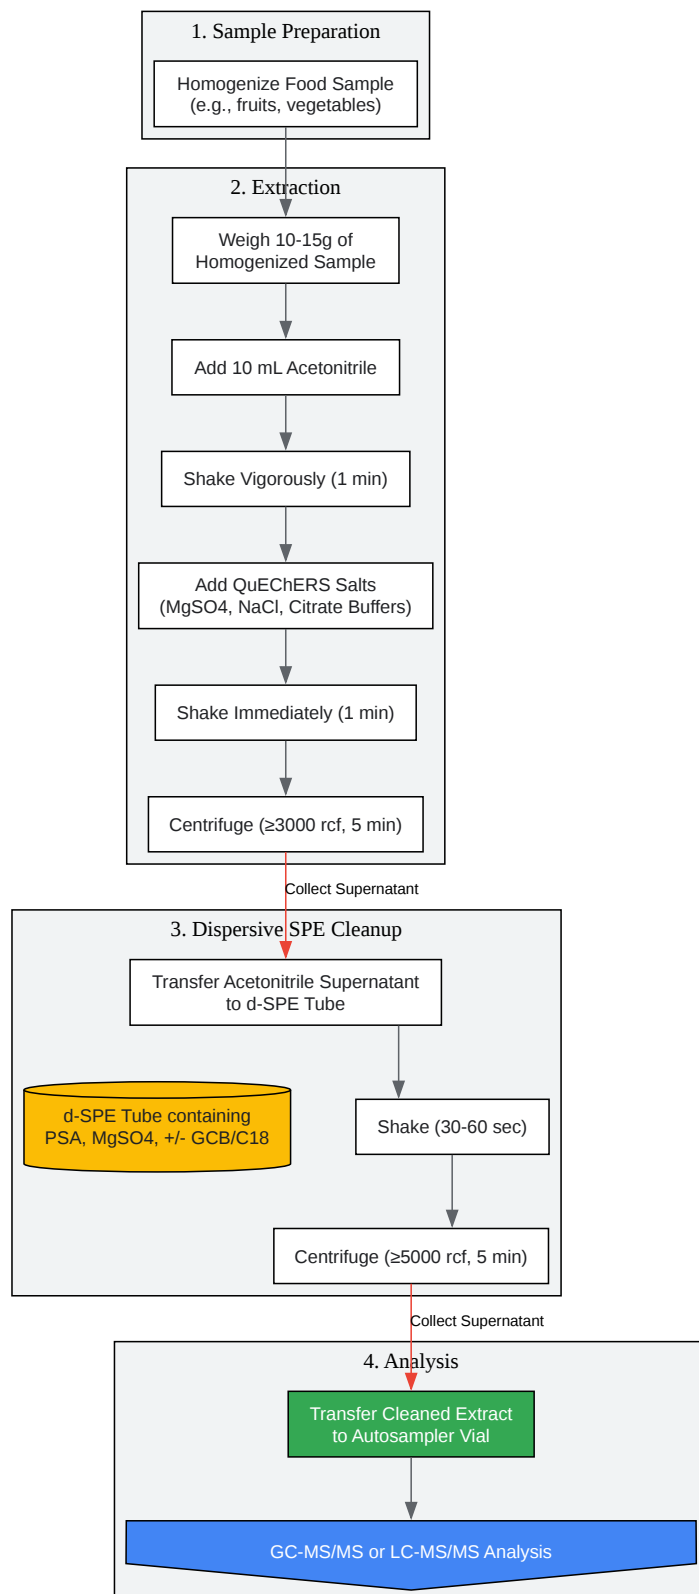 1. Sample Preparation
Homogenize Food Sample
(e.g., fruits, vegetables)
2. Extraction
Weigh 10-15g of
Homogenized Sample
Add 10 mL Acetonitrile
Shake Vigorously (1 min)
Add QuEChERS Salts
(MgSO4, NaCl, Citrate Buffers)
Shake Immediately (1 min)
Centrifuge (≥3000 rcf, 5 min)
Collect Supernatant
3. Dispersive SPE Cleanup
Transfer Acetonitrile Supernatant
to d-SPE Tube
d-SPE Tube containing
PSA, MgSO4, +/- GCB/C18
Shake (30-60 sec)
Centrifuge (≥5000 rcf, 5 min)
Collect Supernatant
4. Analysis
Transfer Cleaned Extract
to Autosampler Vial
GC-MS/MS or LC-MS/MS Analysis